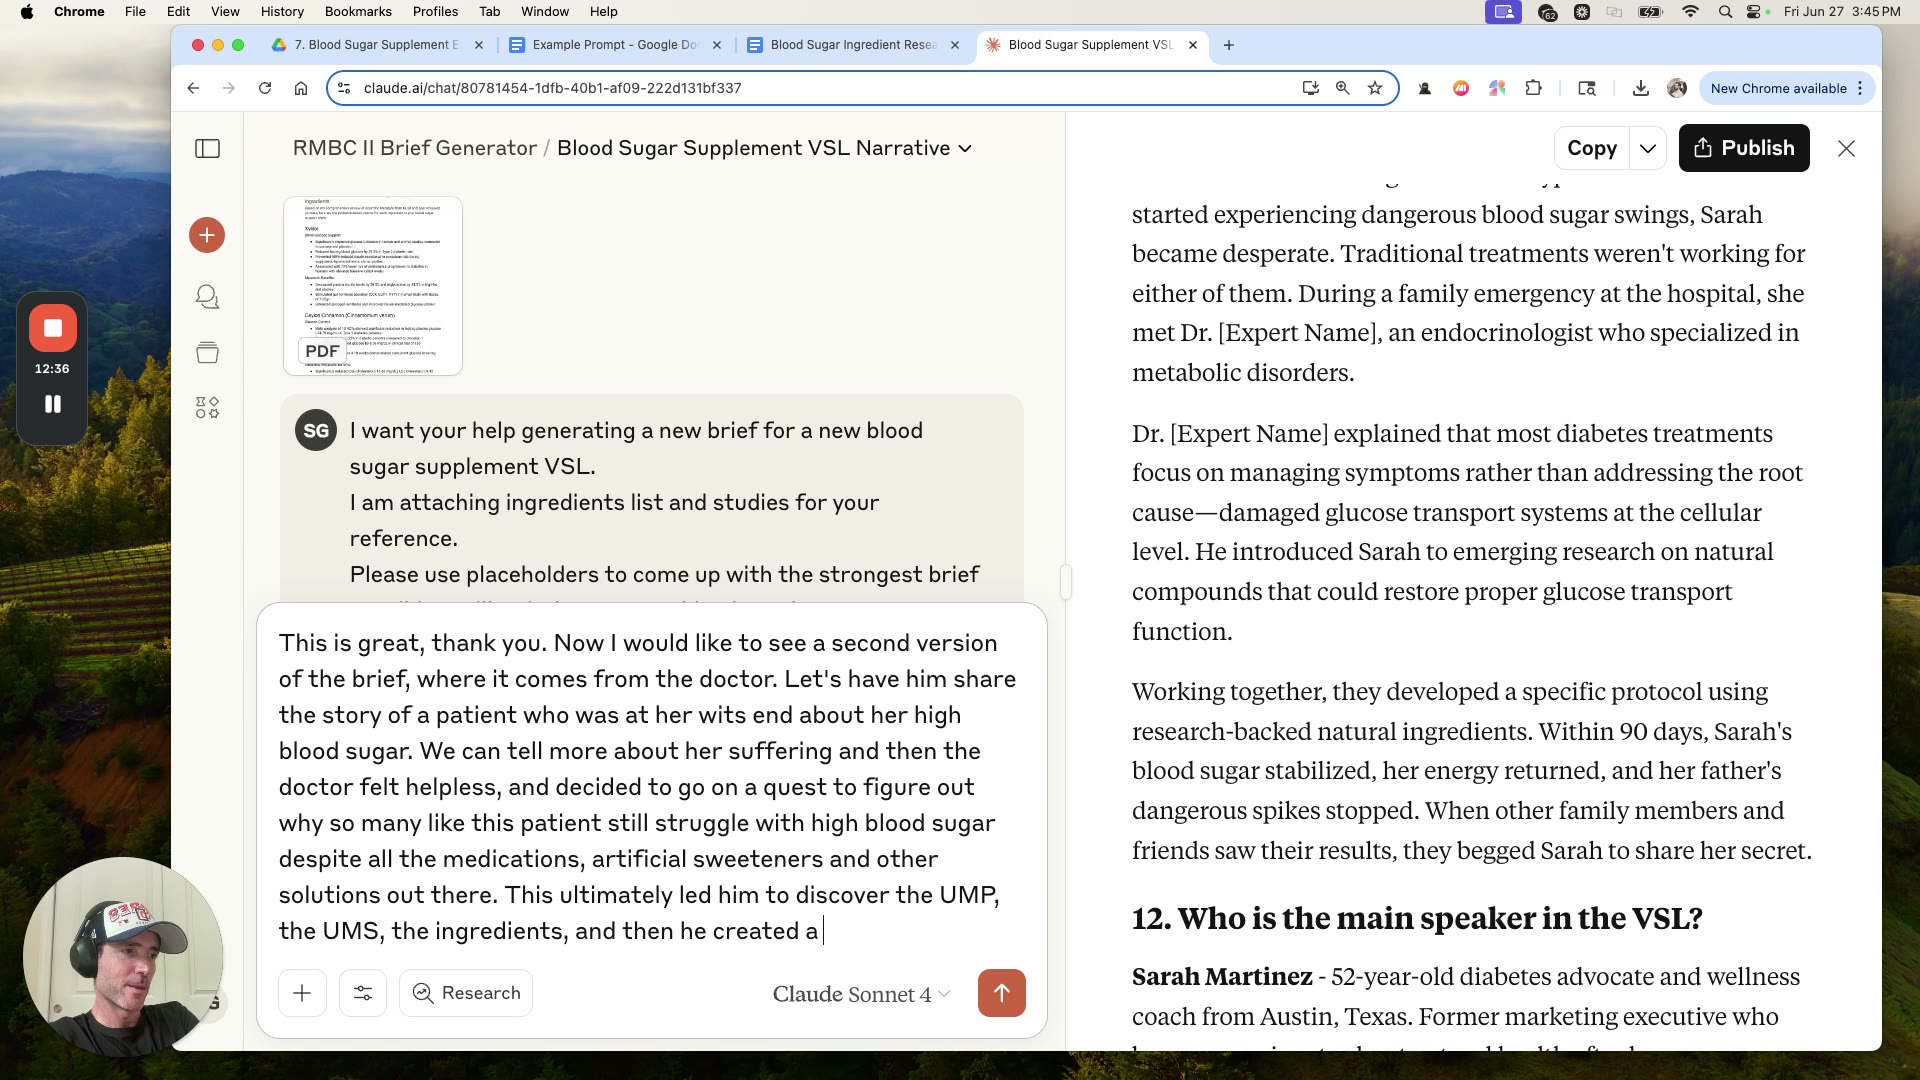 Chrome File Edit View History Bookmarks Profiles Tab Window Help
62
Fri Jun 27 3:45 PM
7. Blood Sugar Supplement E
Example Prompt - Google Do
Blood Sugar Ingredient Resea
Blood Sugar Supplement VSL
claude.ai/chat/80781454-1dfb-40b1-af09-222d131bf337
New Chrome available
RMBC II Brief Generator / Blood Sugar Supplement VSL Narrative
Copy
Publish
Ingredients
Xylitol
Ceylon Cinnamon (Cinnamomum verum)
PDF
12:36
SG
I want your help generating a new brief for a new blood
sugar supplement VSL.
I am attaching ingredients list and studies for your
reference.
Please use placeholders to come up with the strongest brief
This is great, thank you. Now I would like to see a second version
of the brief, where it comes from the doctor. Let's have him share
the story of a patient who was at her wits end about her high
blood sugar. We can tell more about her suffering and then the
doctor felt helpless, and decided to go on a quest to figure out
why so many like this patient still struggle with high blood sugar
despite all the medications, artificial sweeteners and other
solutions out there. This ultimately led him to discover the UMP,
the UMS, the ingredients, and then he created a
Research
Claude Sonnet 4
started experiencing dangerous blood sugar swings, Sarah
became desperate. Traditional treatments weren't working for
either of them. During a family emergency at the hospital, she
met Dr. [Expert Name], an endocrinologist who specialized in
metabolic disorders.
Dr. [Expert Name] explained that most diabetes treatments
focus on managing symptoms rather than addressing the root
cause—damaged glucose transport systems at the cellular
level. He introduced Sarah to emerging research on natural
compounds that could restore proper glucose transport
function.
Working together, they developed a specific protocol using
research-backed natural ingredients. Within 90 days, Sarah's
blood sugar stabilized, her energy returned, and her father's
dangerous spikes stopped. When other family members and
friends saw their results, they begged Sarah to share her secret.
12. Who is the main speaker in the VSL?
Sarah Martinez - 52-year-old diabetes advocate and wellness
coach from Austin, Texas. Former marketing executive who